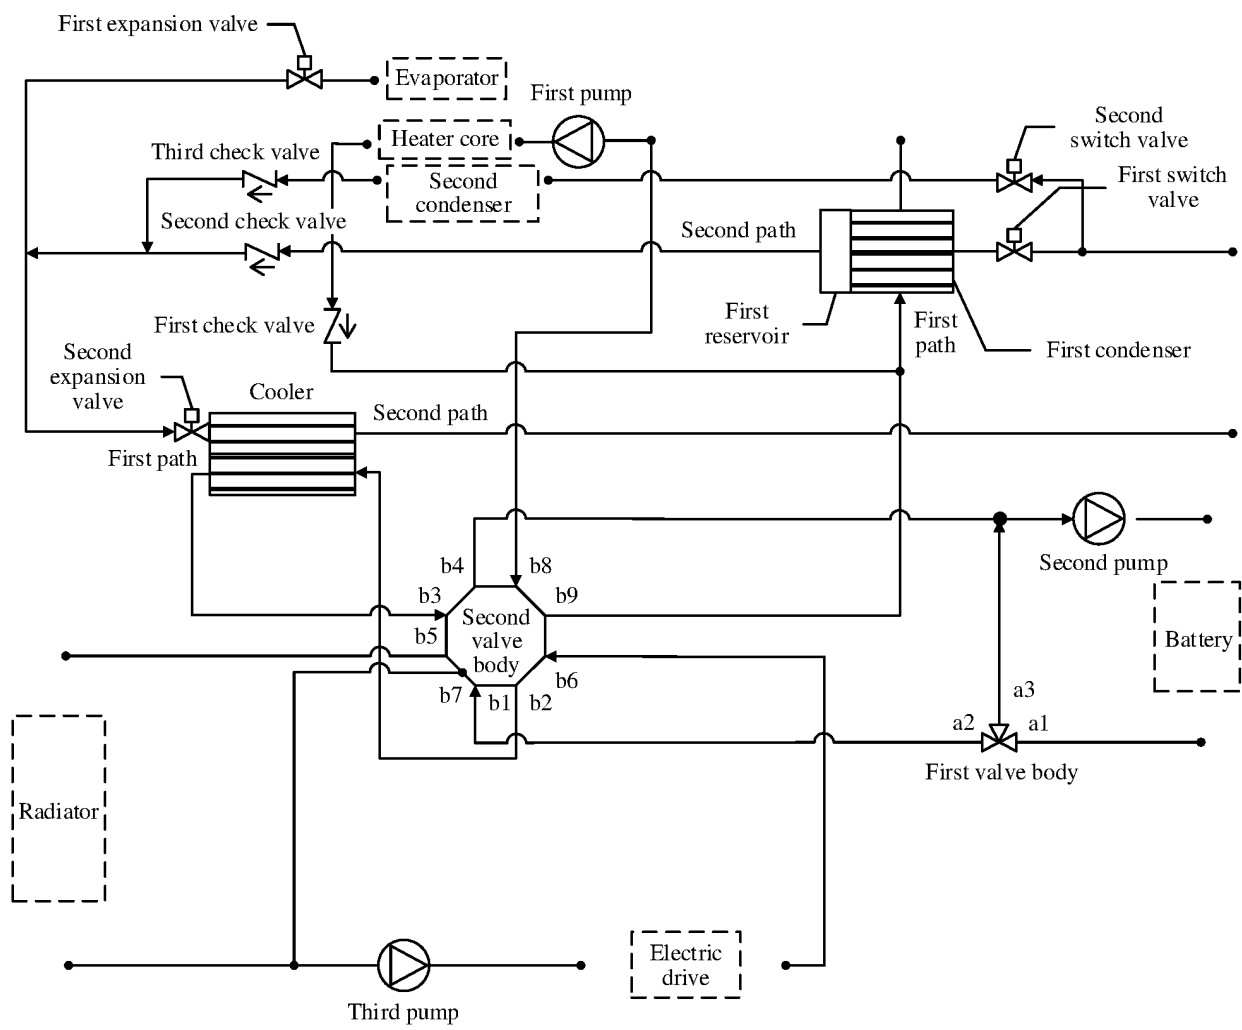 First expansion valve
Evaporator
First pump
Heater core
Second
switch valve
Third check valve
Second
condenser
First switch
valve
Second check valve
Second path
First
reservoir
First
path
First check valve
First condenser
Second
expansion
valve
Cooler
Second path
First path
b4
b8
Second pump
b3
b9
Second
valve
body
b5
Battery
b6
b7
b1
b2
a3
a2
a1
First valve body
Radiator
Electric
drive
Third pump